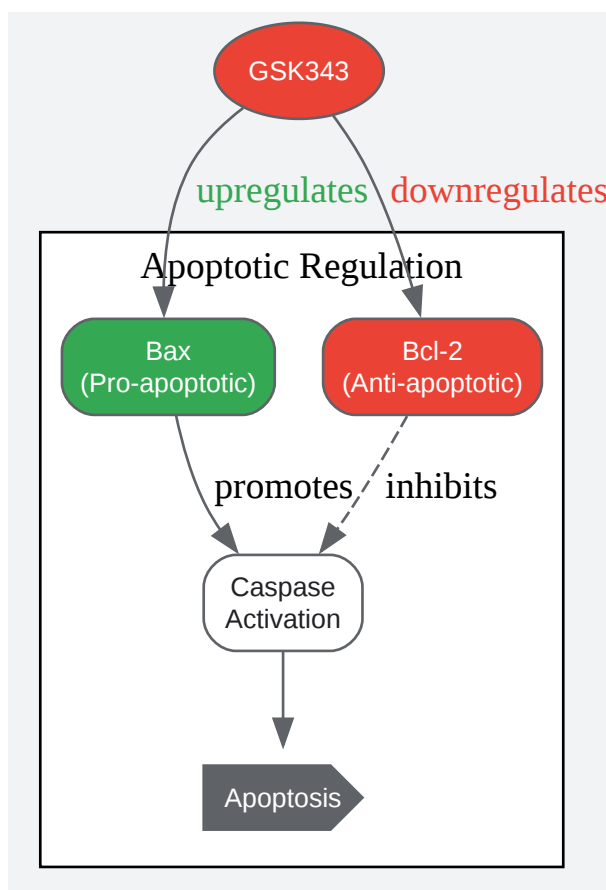 GSK343
upregulates
downregulates
Apoptotic Regulation
Bax
(Pro-apoptotic)
Bcl-2
(Anti-apoptotic)
promotes
inhibits
Caspase
Activation
Apoptosis